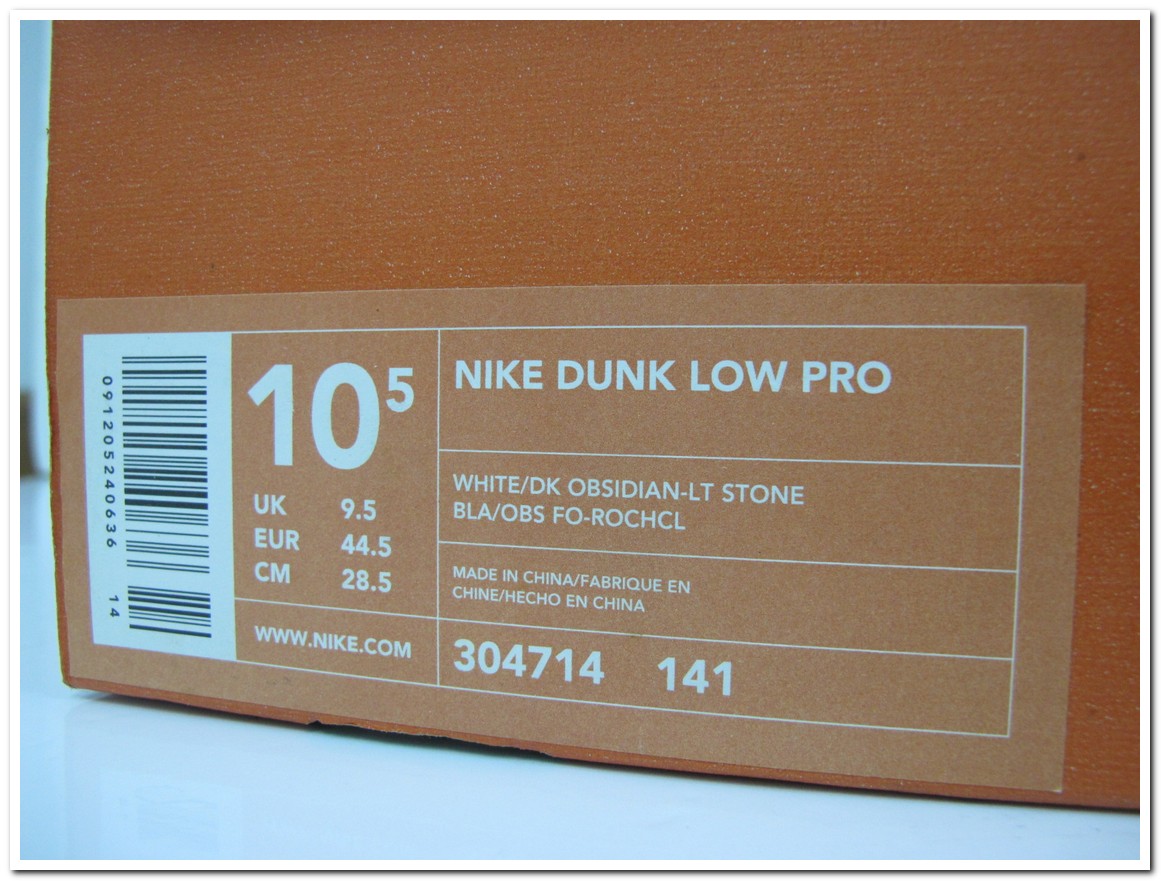 091205240636
14
10 5
UK 9.5
EUR 44.5
CM 28.5
WWW.NIKE.COM
NIKE DUNK LOW PRO
WHITE/DK OBSIDIAN-LT STONE
BLA/OBS FO-ROCHCL
MADE IN CHINA/FABRIQUE EN
CHINE/HECHO EN CHINA
304714 141